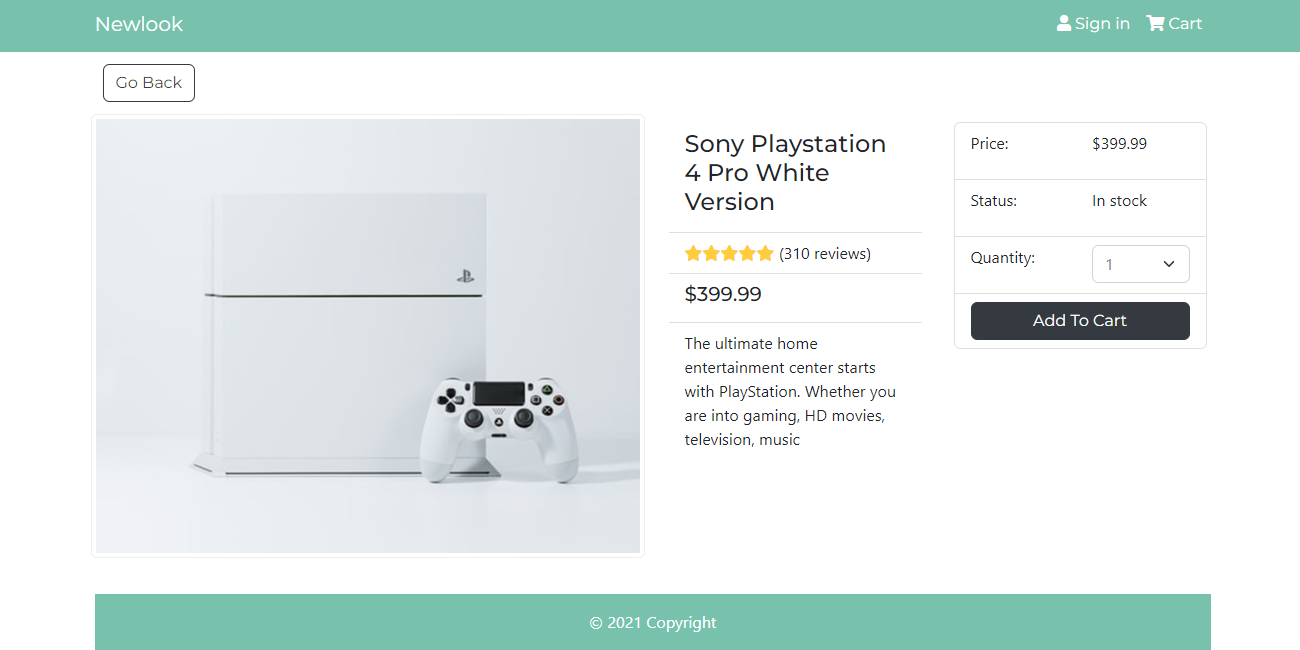 Newlook
Sign in
Cart
Go Back
Sony Playstation
4 Pro White
Version
(310 reviews)
$399.99
The ultimate home
entertainment center starts
with PlayStation. Whether you
are into gaming, HD movies,
television, music
Price: $399.99
Status: In stock
Quantity: 1
Add To Cart
© 2021 Copyright